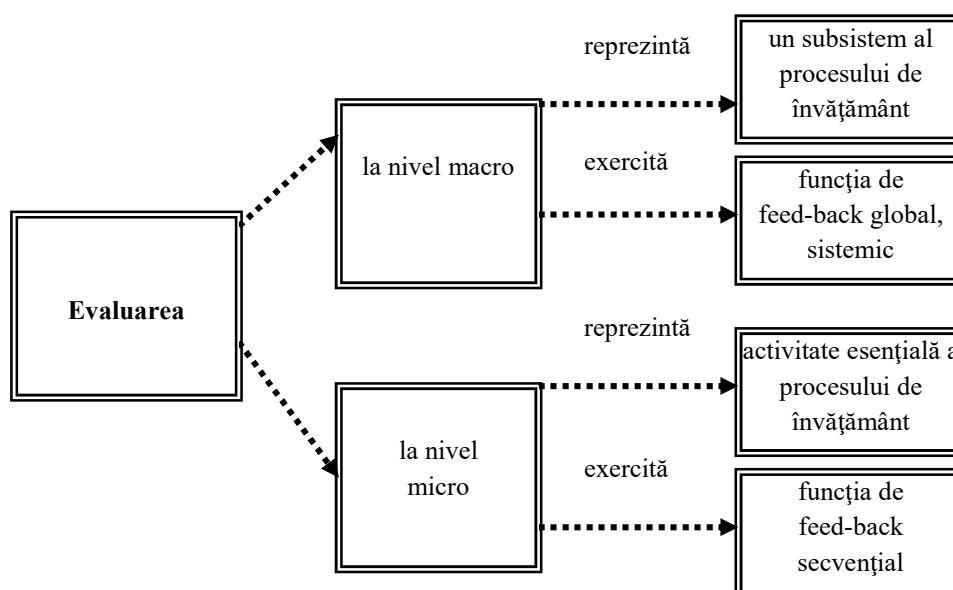 Evaluarea
la nivel macro
reprezintă
un subsistem al
procesului de
învăţământ
exercită
funcţia de
feed-back global,
sistemic
la nivel
micro
reprezintă
activitate esenţială a
procesului de
învăţământ
exercită
funcţia de
feed-back
secvenţial